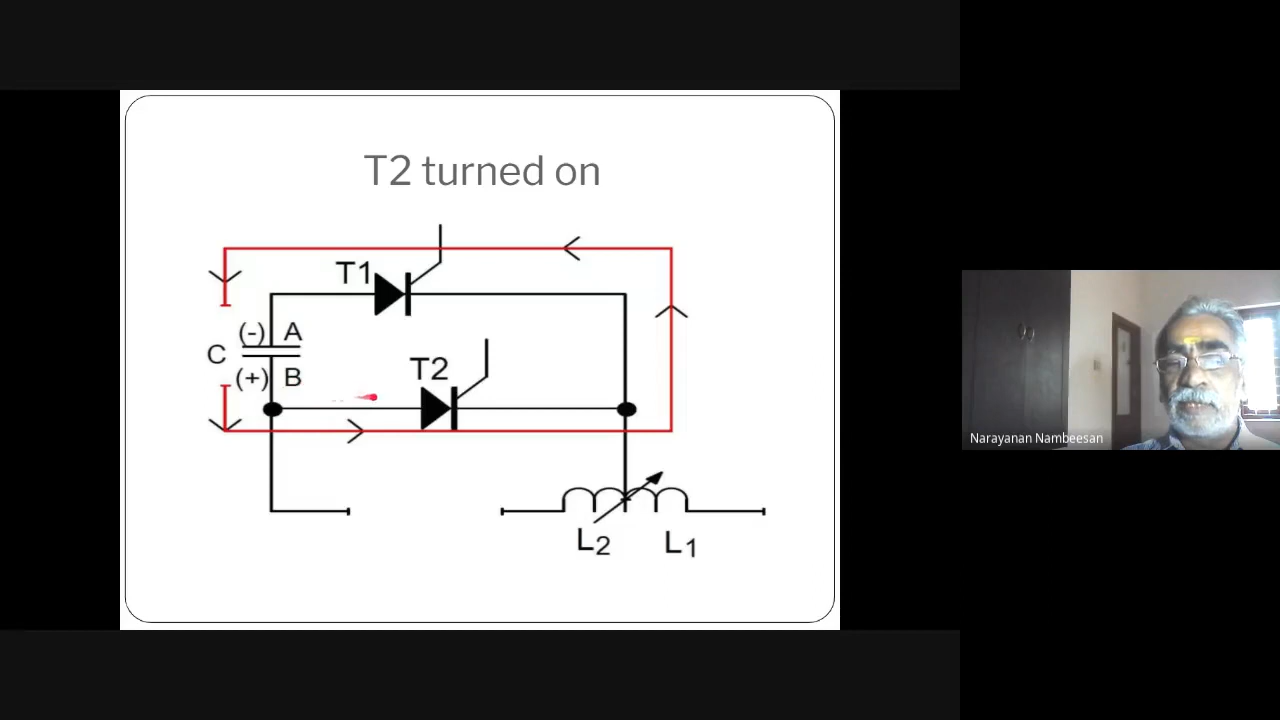 T2 turned on
T1
(-) A
C
(+) B
T2
L2
L1
Narayanan Nambeesan